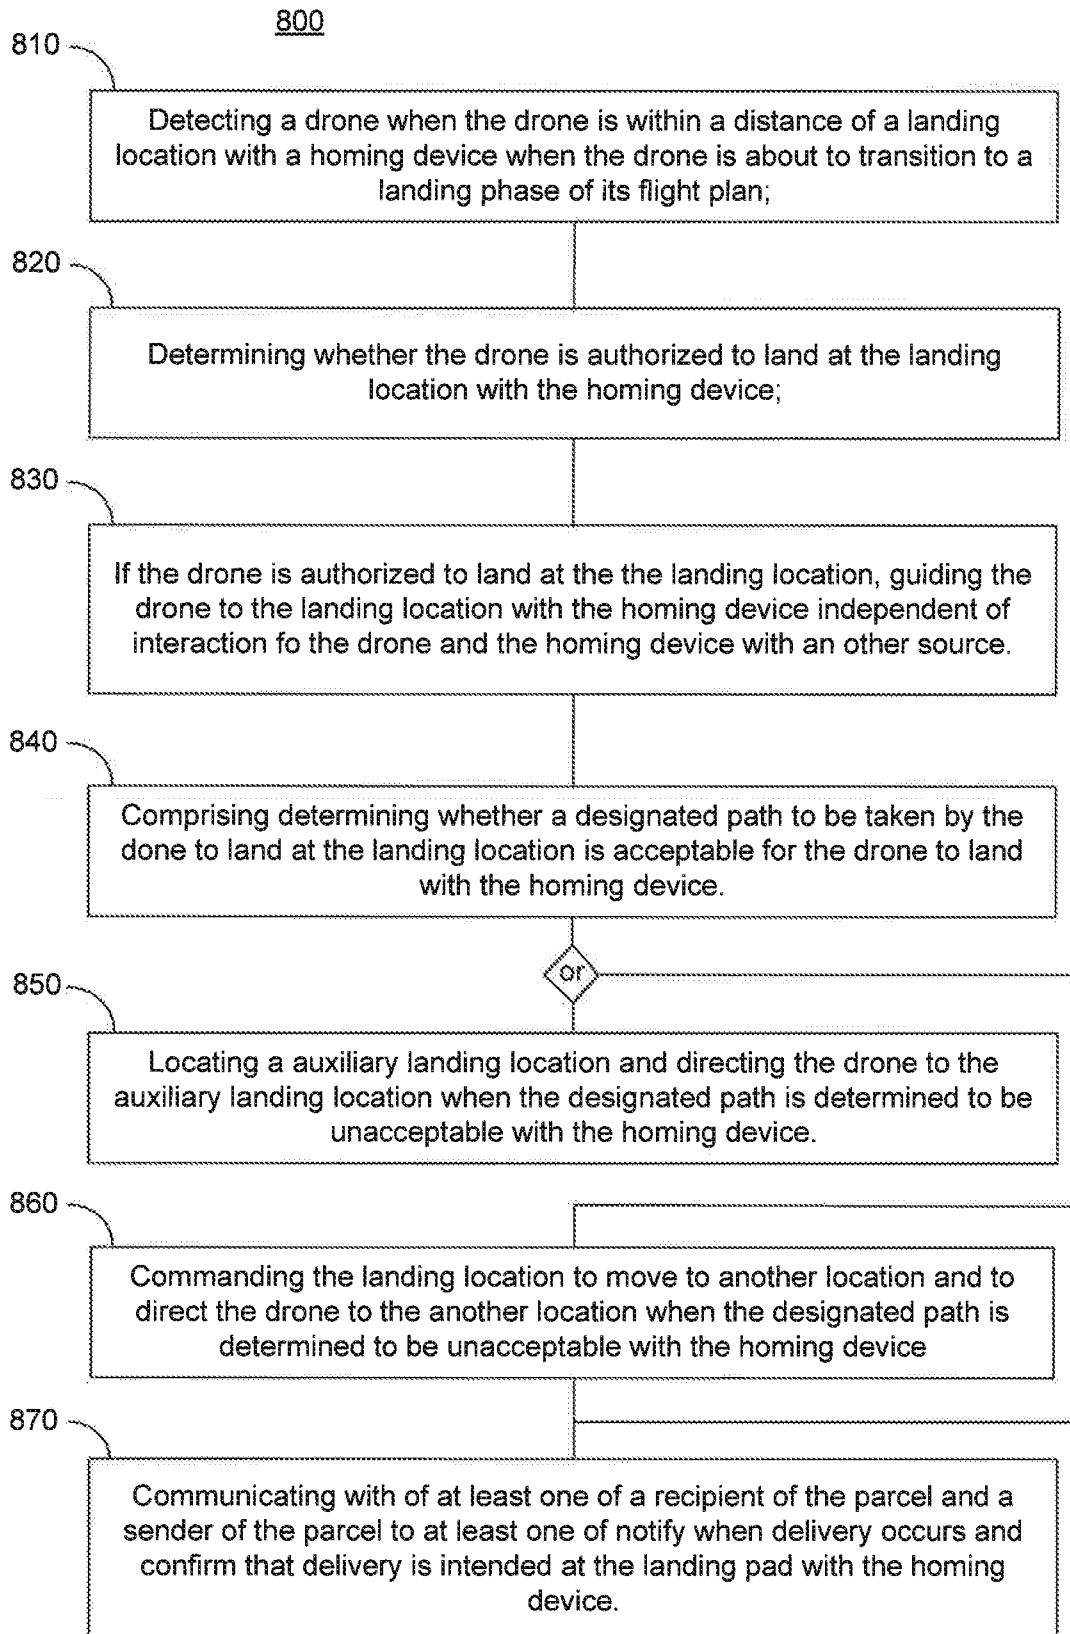 800
810
Detecting a drone when the drone is within a distance of a landing
location with a homing device when the drone is about to transition to a
landing phase of its flight plan;
820
Determining whether the drone is authorized to land at the landing
location with the homing device;
830
If the drone is authorized to land at the the landing location, guiding the
drone to the landing location with the homing device independent of
interaction fo the drone and the homing device with an other source.
840
Comprising determining whether a designated path to be taken by the
done to land at the landing location is acceptable for the drone to land
with the homing device.
or
850
Locating a auxiliary landing location and directing the drone to the
auxiliary landing location when the designated path is determined to be
unacceptable with the homing device.
860
Commanding the landing location to move to another location and to
direct the drone to the another location when the designated path is
determined to be unacceptable with the homing device
870
Communicating with of at least one of a recipient of the parcel and a
sender of the parcel to at least one of notify when delivery occurs and
confirm that delivery is intended at the landing pad with the homing
device.